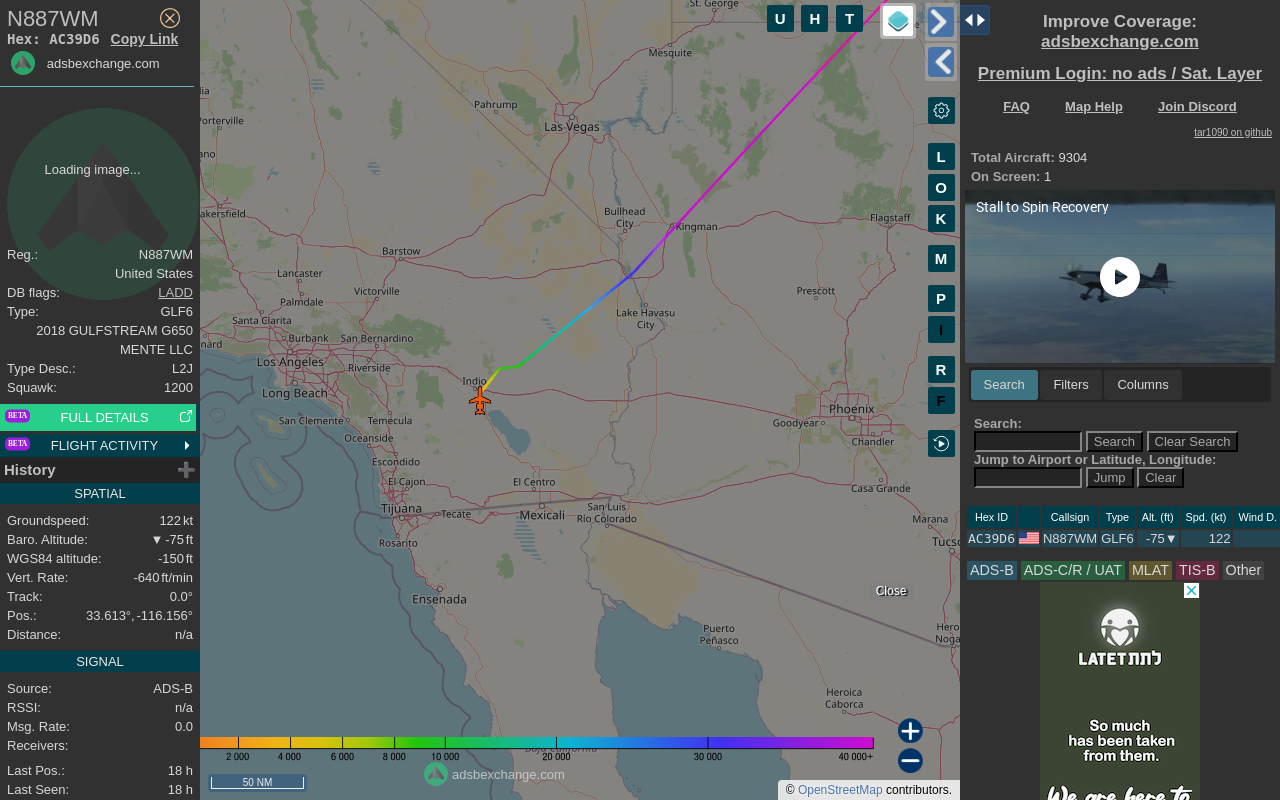 N887WM
Hex: AC39D6 Copy Link
adsbexchange.com
Loading image...
Reg.: N887WM
United States
DB flags: LADD
Type: GLF6
2018 GULFSTREAM G650
MENTE LLC
Type Desc.: L2J
Squawk: 1200
BETA FULL DETAILS
BETA FLIGHT ACTIVITY
History
SPATIAL
Groundspeed: 122 kt
Baro. Altitude: ▼ -75 ft
WGS84 altitude: -150 ft
Vert. Rate: -640 ft/min
Track: 0.0°
Pos.: 33.613°, -116.156°
Distance: n/a
SIGNAL
Source: ADS-B
RSSI: n/a
Msg. Rate: 0.0
Receivers:
Last Pos.: 18 h
Last Seen: 18 h
St. George
U H T
Mesquite
Pahrump
Las Vegas
lia
Porterville
ano
akersfield
Bullhead
City
Kingman
Flagstaff
Barstow
Lancaster
Palmdale
Victorville
Prescott
Lake Havasu
City
Santa Clarita
Burbank
San Bernardino
nard
Los Angeles
Riverside
Long Beach
Indio
San Clemente
Temecula
Oceanside
Escondido
El Cajon
El Centro
Tijuana
Tecate
Mexicali
San Luis
Río Colorado
Rosarito
Ensenada
Phoenix
Goodyear
Chandler
Casa Grande
Marana
Tucso
Close
Puerto
Peñasco
Hero
Noga
Heroica
Caborca
Baja California
L
O
K
M
P
I
R
F
2 000 4 000 6 000 8 000 10 000 20 000 30 000 40 000+
50 NM
adsbexchange.com
© OpenStreetMap contributors.
Improve Coverage:
adsbexchange.com
Premium Login: no ads / Sat. Layer
FAQ Map Help Join Discord
tar1090 on github
Total Aircraft: 9304
On Screen: 1
Stall to Spin Recovery
Search Filters Columns
Search:
Search Clear Search
Jump to Airport or Latitude, Longitude:
Jump Clear
Hex ID Callsign Type Alt. (ft) Spd. (kt) Wind D.
AC39D6 N887WM GLF6 -75▼ 122
ADS-B ADS-C/R / UAT MLAT TIS-B Other
LATET לתת
So much
has been taken
from them.
We are here to